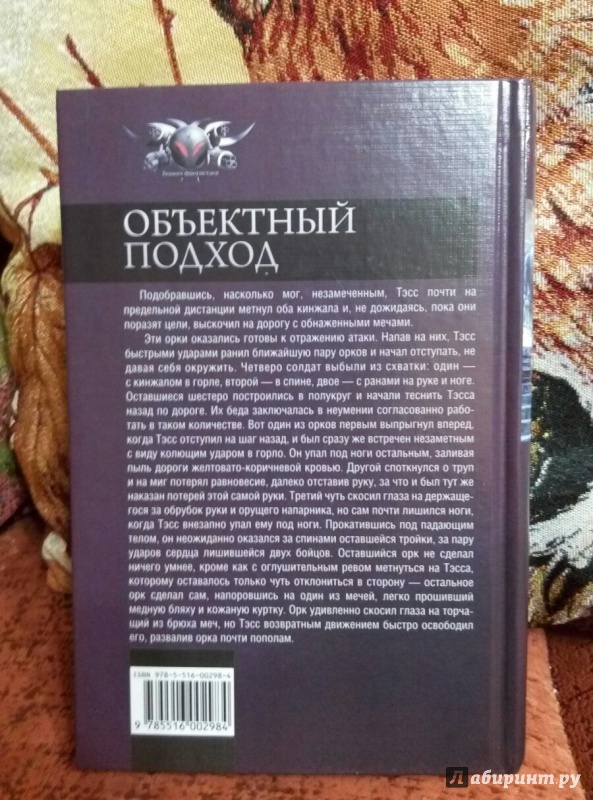 Боевая фантастика
ОБЪЕКТНЫЙ
ПОДХОД
Подобравшись, насколько мог, незамеченным, Тэсс почти на
предельной дистанции метнул оба кинжала и, не дожидаясь, пока они
поразят цели, выскочил на дорогу с обнаженными мечами.
Эти орки оказались готовы к отражению атаки. Напав на них, Тэсс
быстрыми ударами ранил ближайшую пару орков и начал отступать, не
давая себя окружить. Четверо солдат выбыли из схватки: один —
с кинжалом в горле, второй — в спине, двое — с ранами на руке и ноге.
Оставшиеся шестеро построились в полукруг и начали теснить Тэсса
назад по дороге. Их беда заключалась в неумении согласованно рабо-
тать в таком количестве. Вот один из орков первым выпрыгнул вперед,
когда Тэсс отступил на шаг назад, и был сразу же встречен незаметным
с виду колющим ударом в горло. Он упал под ноги остальным, заливая
пыль дороги желтовато-коричневой кровью. Другой споткнулся о труп
и на миг потерял равновесие, далеко отставив руку, за что и был тут же
наказан потерей этой самой руки. Третий чуть скосил глаза на держаще-
гося за обрубок руки и орущего напарника, но сам почти лишился ноги,
когда Тэсс внезапно упал ему под ноги. Прокатившись под падающим
телом, он неожиданно оказался за спинами оставшейся тройки, за пару
ударов сердца лишившейся двух бойцов. Оставшийся орк не сделал
ничего умнее, кроме как с оглушительным ревом метнуться на Тэсса,
которому оставалось только чуть отклониться в сторону — остальное
орк сделал сам, напоровшись на один из мечей, легко прошивший
медную бляху и кожаную куртку. Орк удивленно скосил глаза на торча-
щий из брюха меч, но Тэсс возвратным движением быстро освободил
его, развалив орка почти пополам.
ISBN 978-5-516-00298-4
9 785516 002984
Лабиринт.ру